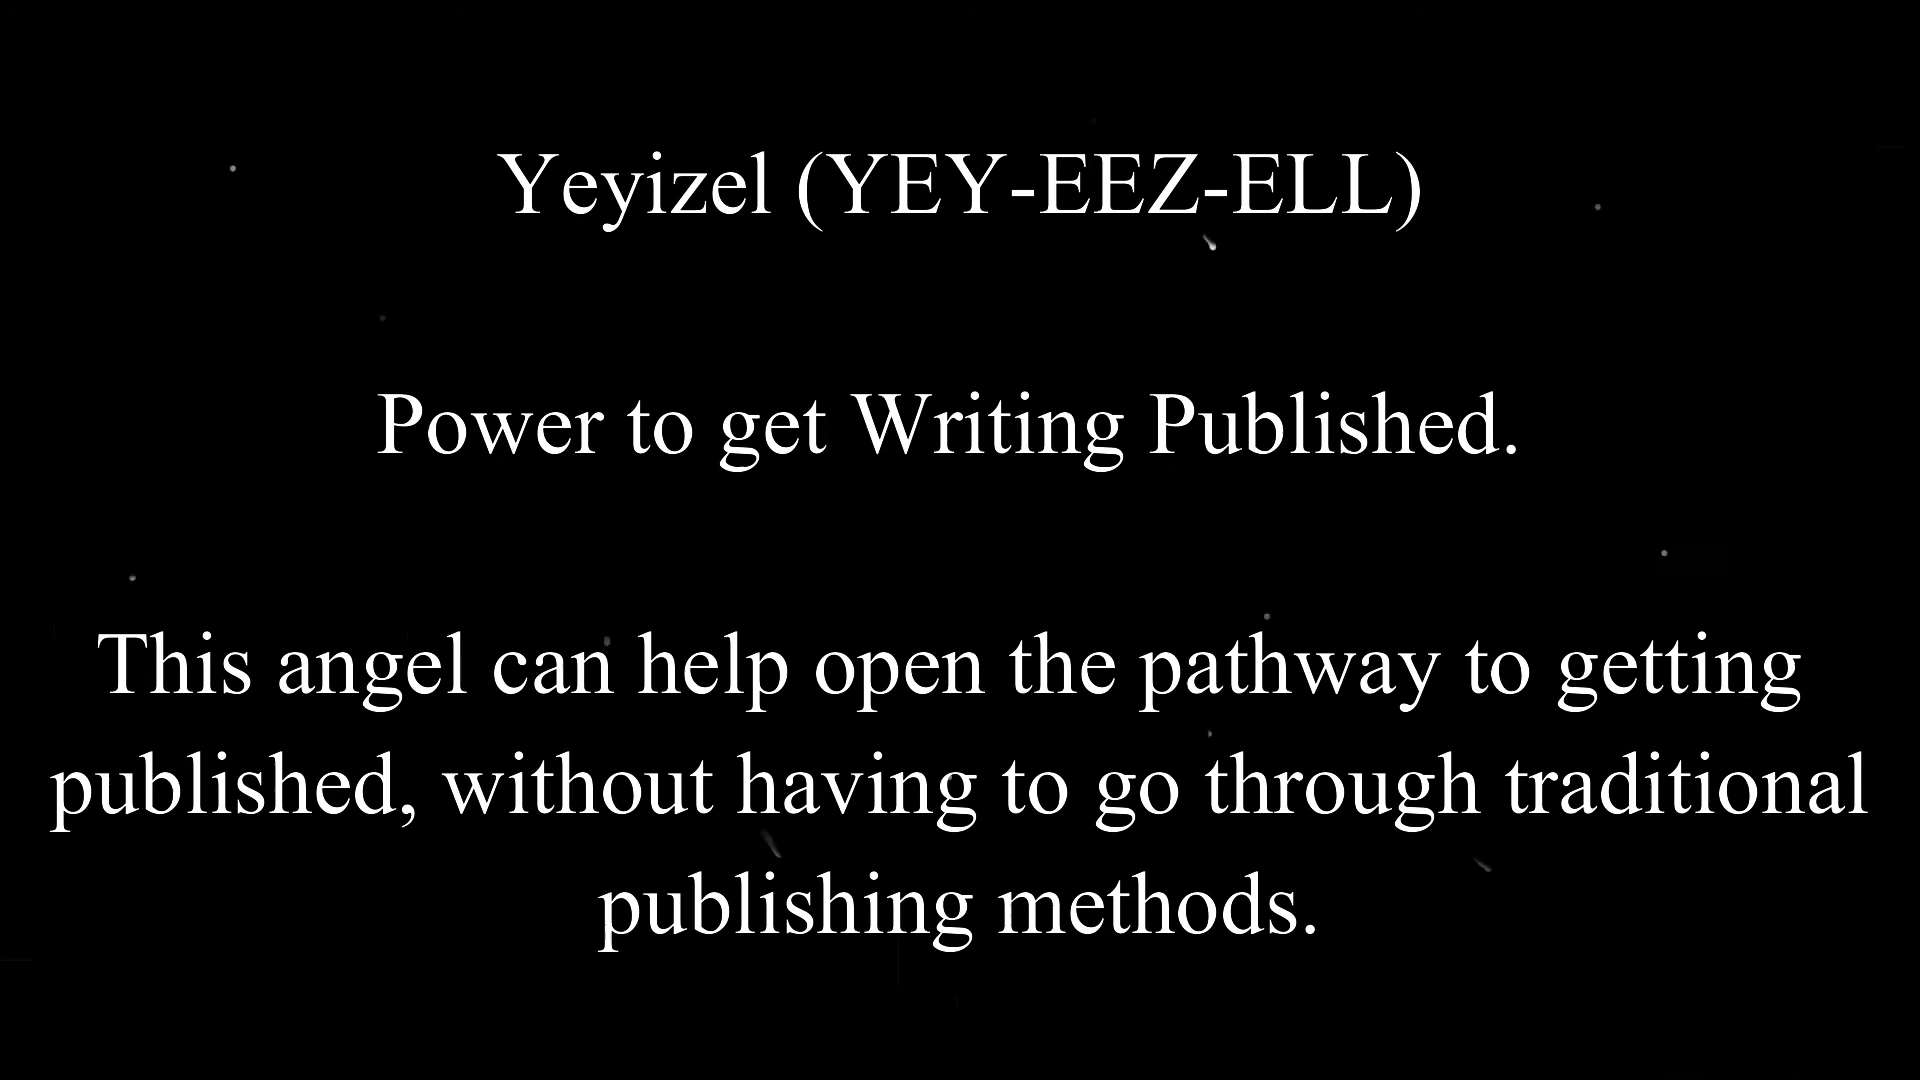 Yeyizel (YEY-EEZ-ELL)
Power to get Writing Published.
This angel can help open the pathway to getting
published, without having to go through traditional
publishing methods.